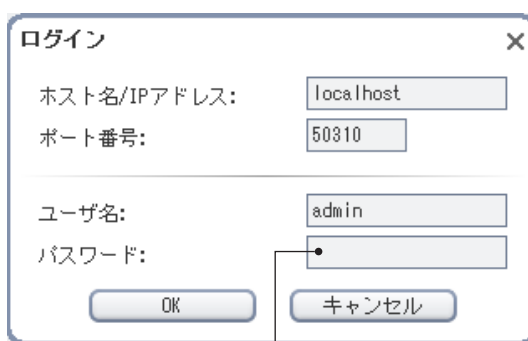 ログイン
ホスト名/IPアドレス: localhost
ポート番号: 50310
ユーザ名: admin
パスワード:
OK キャンセル